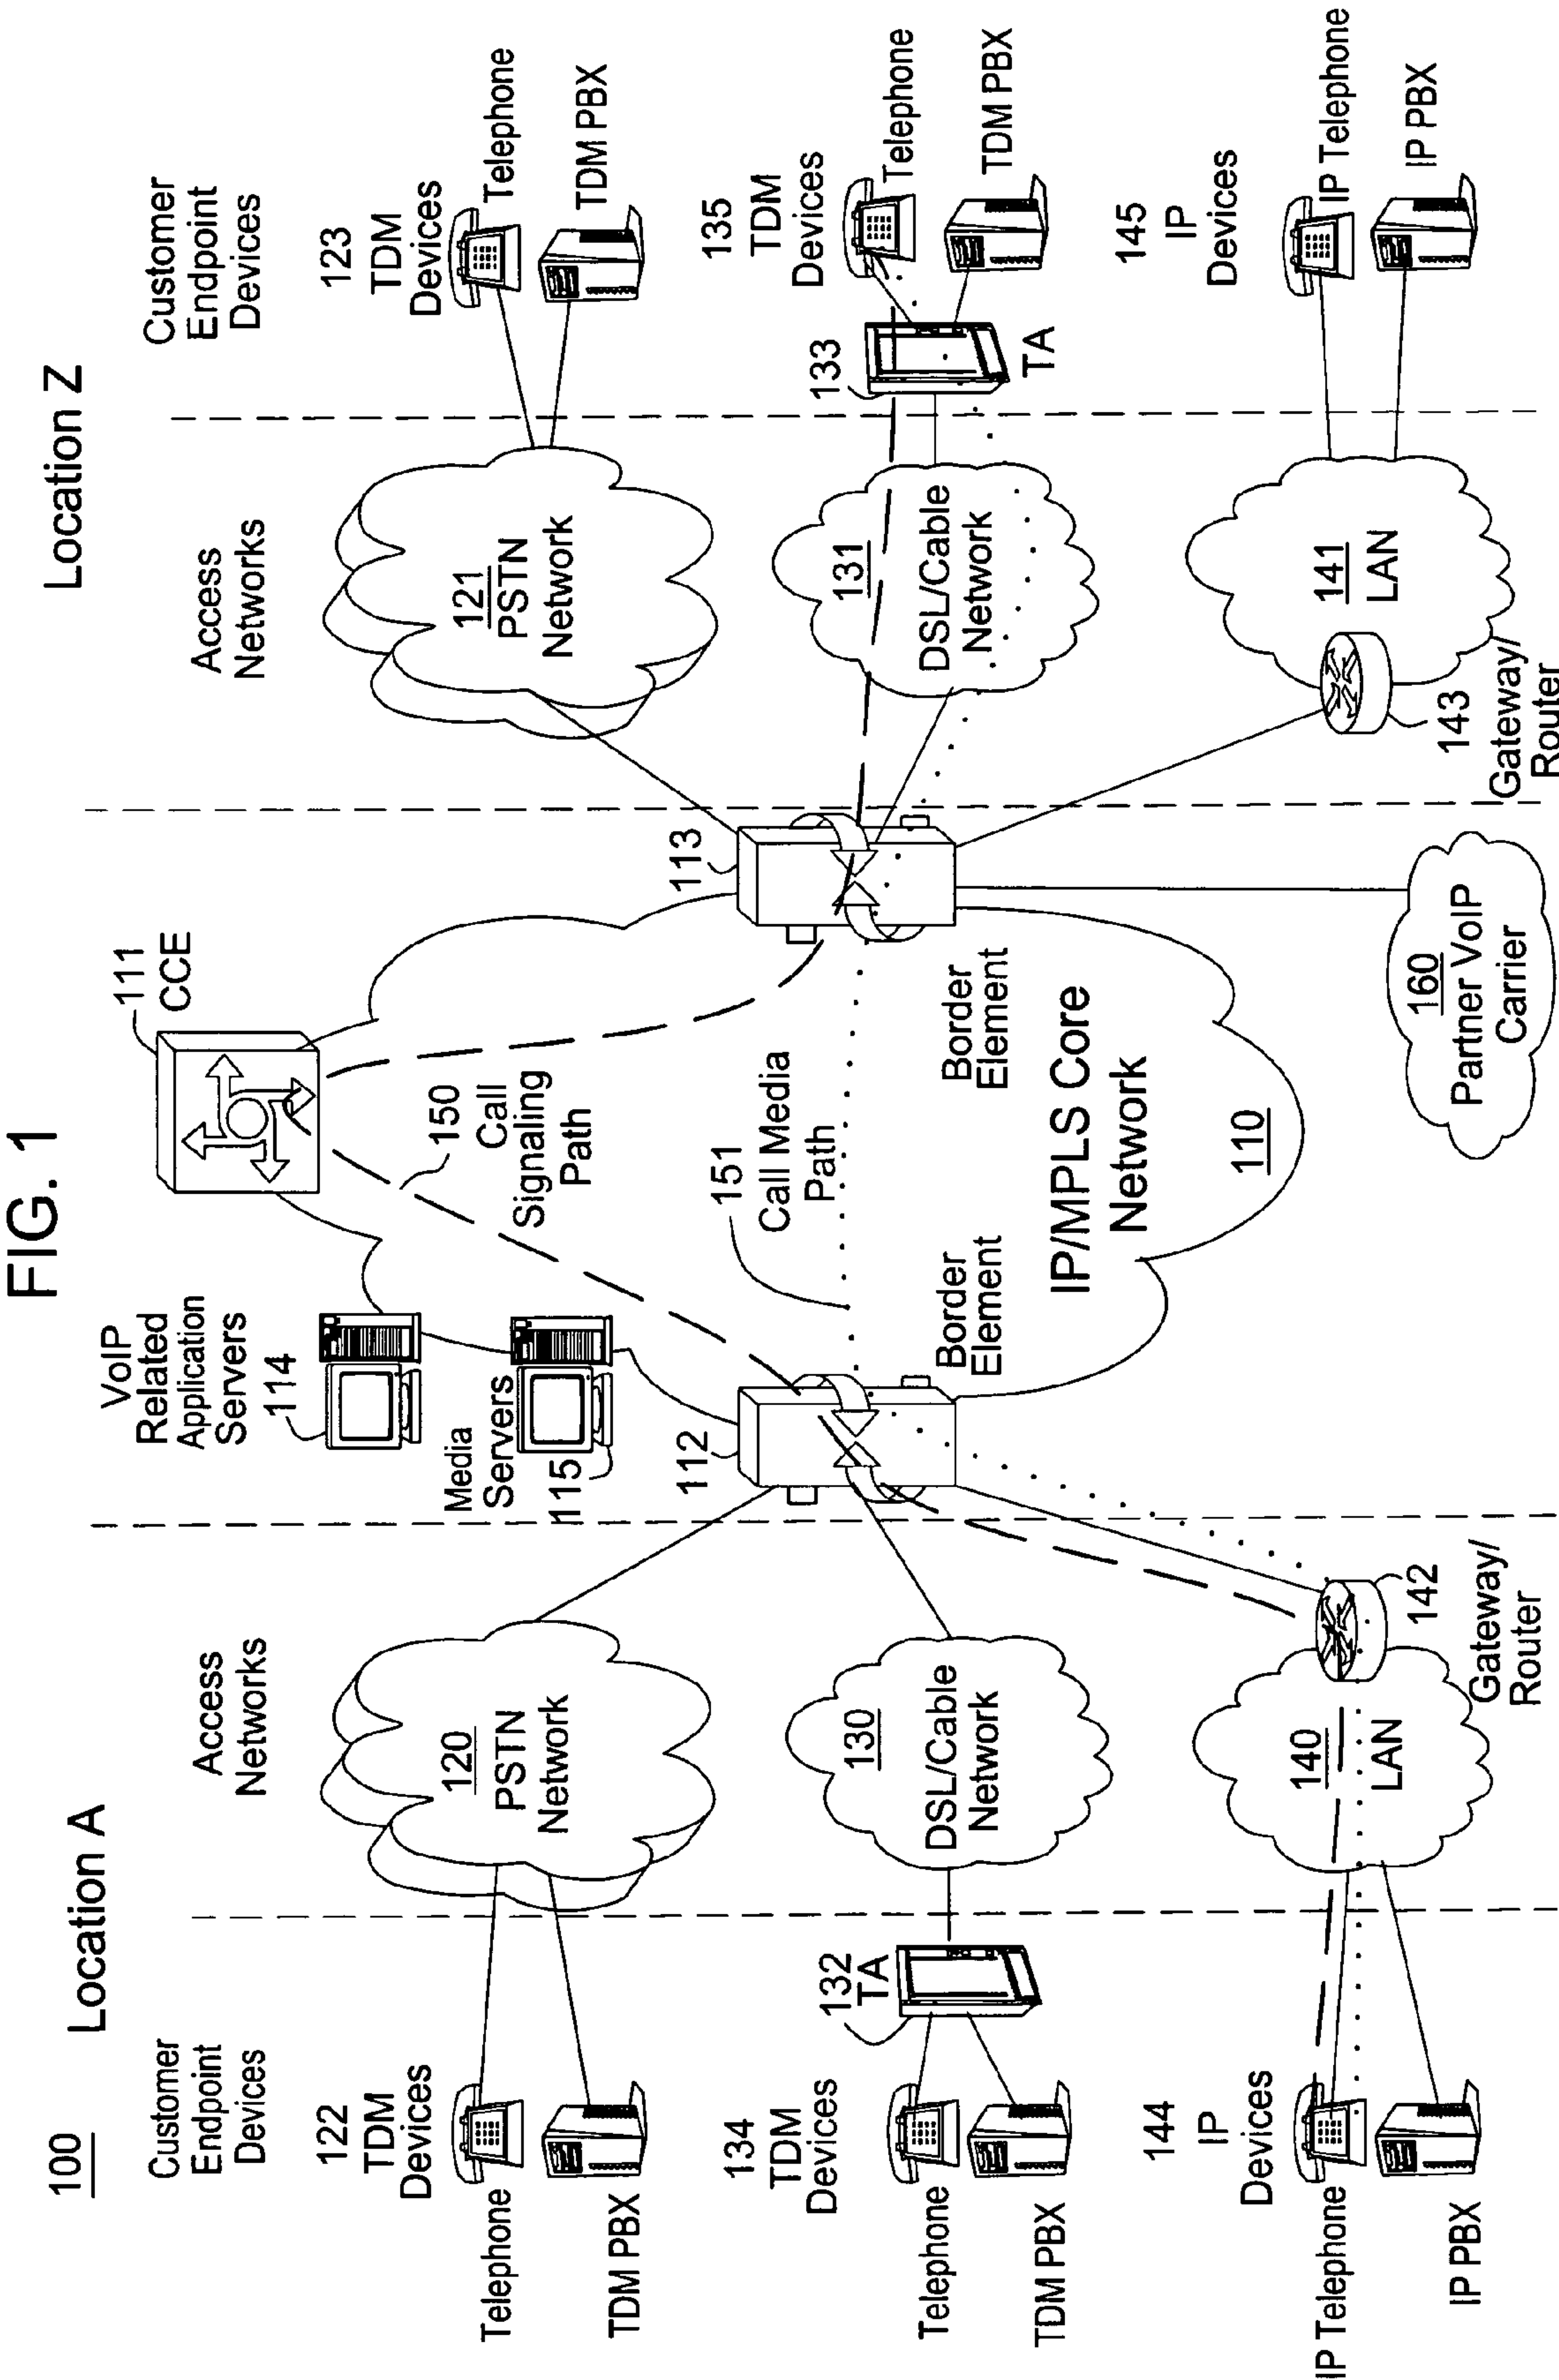 FIG. 1
100
Location A
Location Z
Customer
Endpoint
Devices
Access
Networks
VoIP
Related
Application
Servers
114
111
CCE
Access
Networks
Customer
Endpoint
Devices
122
TDM
Devices
Telephone
TDM PBX
120
PSTN
Network
Media
Servers
115
150
Call
Signaling
Path
121
PSTN
Network
123
TDM
Devices
Telephone
TDM PBX
134
TDM
Devices
Telephone
TDM PBX
132
TA
130
DSL/Cable
Network
112
Border
Element
151
Call Media
Path
113
Border
Element
131
DSL/Cable
Network
133
TA
135
TDM
Devices
Telephone
TDM PBX
IP/MPLS Core
Network
110
144
IP
Devices
IP Telephone
IP PBX
140
LAN
142
Gateway/
Router
160
Partner VoIP
Carrier
141
LAN
143
Gateway/
Router
145
IP
Devices
IP Telephone
IP PBX